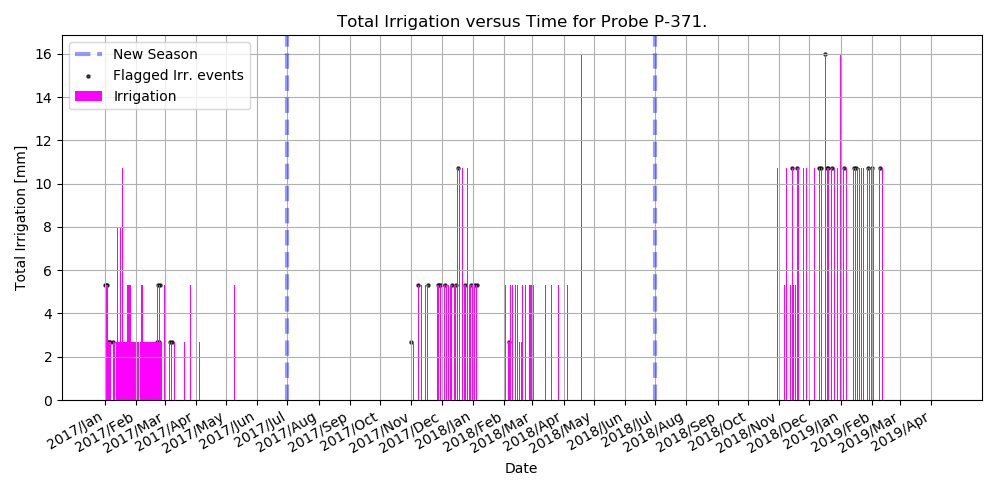 Total Irrigation versus Time for Probe P-371.
New Season
Flagged Irr. events
Irrigation
Total Irrigation [mm]
16
14
12
10
8
6
4
2
0
2017/Jan
2017/Feb
2017/Mar
2017/Apr
2017/May
2017/Jun
2017/Jul
2017/Aug
2017/Sep
2017/Oct
2017/Nov
2017/Dec
2018/Jan
2018/Feb
2018/Mar
2018/Apr
2018/May
2018/Jun
2018/Jul
2018/Aug
2018/Sep
2018/Oct
2018/Nov
2018/Dec
2019/Jan
2019/Feb
2019/Mar
2019/Apr
Date